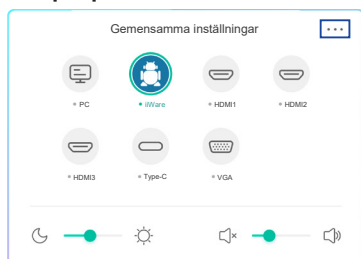 Gemensamma inställningar
PC
iiWare
HDMI1
HDMI2
HDMI3
Type-C
VGA